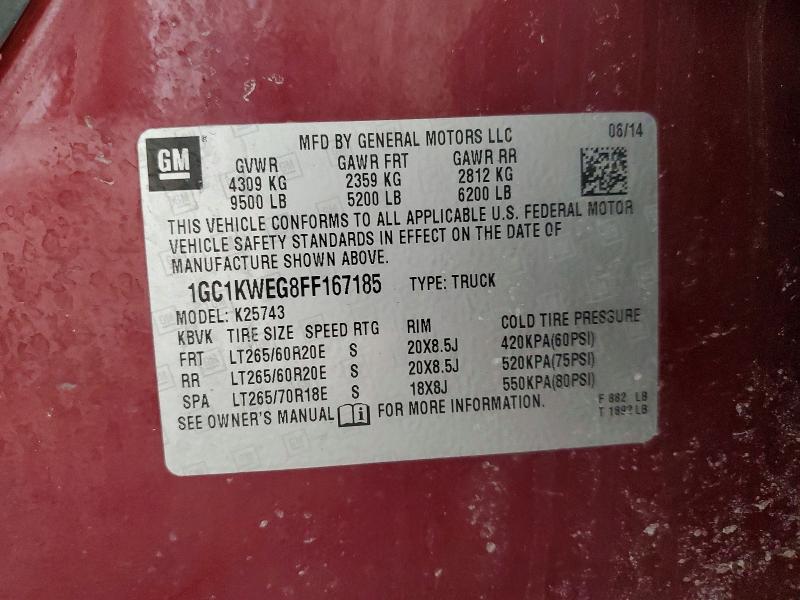 GM MFD BY GENERAL MOTORS LLC 08/14
GVWR GAWR FRT GAWR RR
4309 KG 2359 KG 2812 KG
9500 LB 5200 LB 6200 LB
THIS VEHICLE CONFORMS TO ALL APPLICABLE U.S. FEDERAL MOTOR
VEHICLE SAFETY STANDARDS IN EFFECT ON THE DATE OF
MANUFACTURE SHOWN ABOVE.
1GC1KWEG8FF167185 TYPE: TRUCK
MODEL: K25743
KBVK TIRE SIZE SPEED RTG RIM COLD TIRE PRESSURE
FRT LT265/60R20E S 20X8.5J 420KPA(60PSI)
RR LT265/60R20E S 20X8.5J 520KPA(75PSI)
SPA LT265/70R18E S 18X8J 550KPA(80PSI)
SEE OWNER'S MANUAL FOR MORE INFORMATION.
F 882 LB
T LB